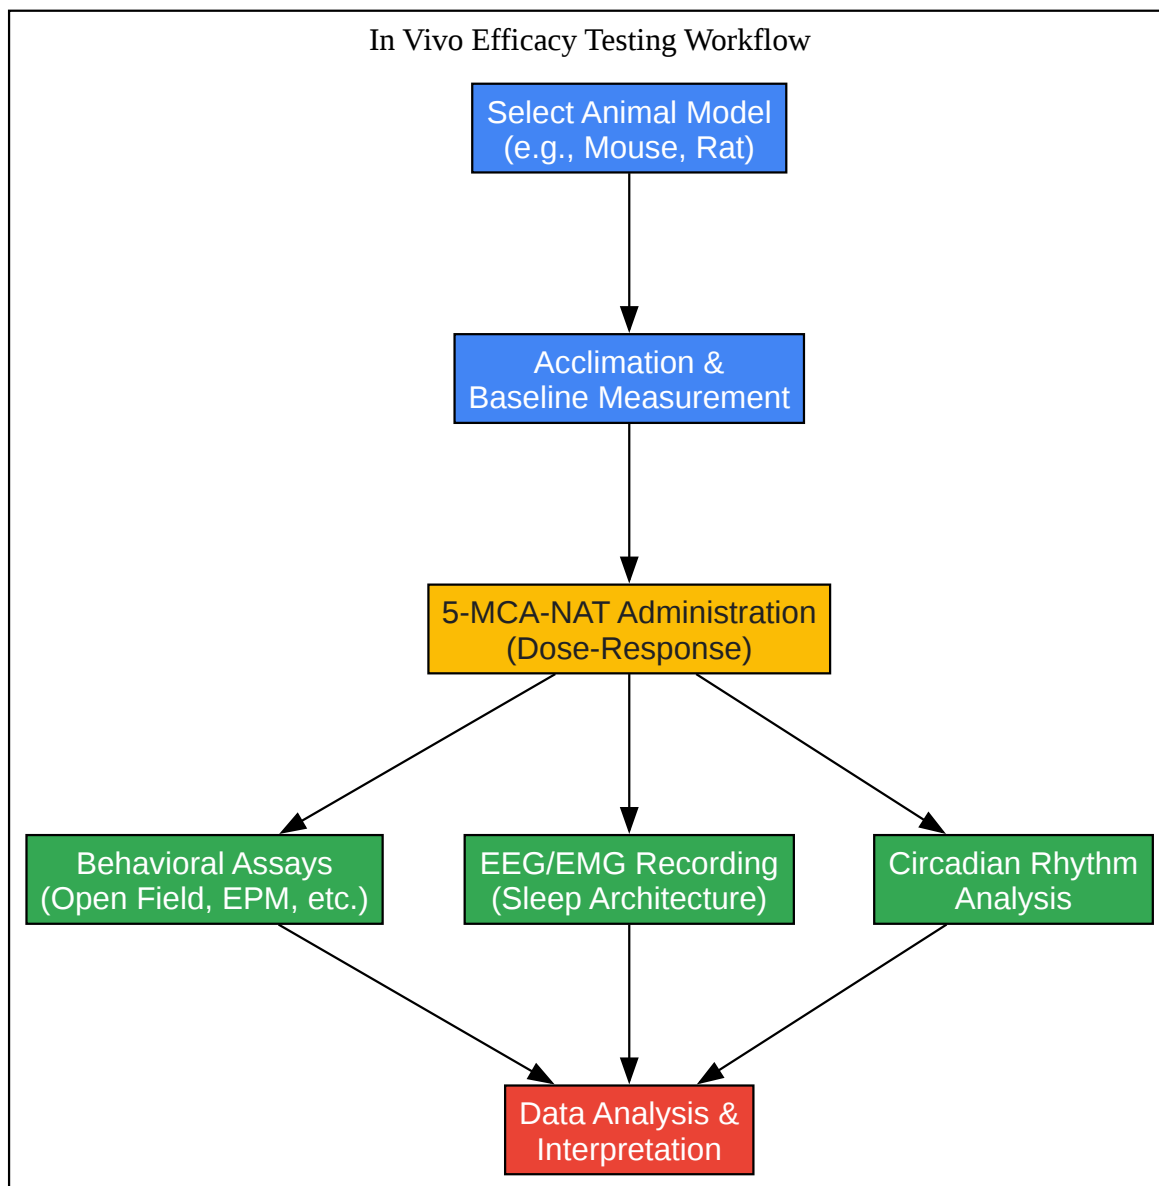 In Vivo Efficacy Testing Workflow
Select Animal Model
(e.g., Mouse, Rat)
Acclimation &
Baseline Measurement
5-MCA-NAT Administration
(Dose-Response)
Behavioral Assays
(Open Field, EPM, etc.)
EEG/EMG Recording
(Sleep Architecture)
Circadian Rhythm
Analysis
Data Analysis &
Interpretation